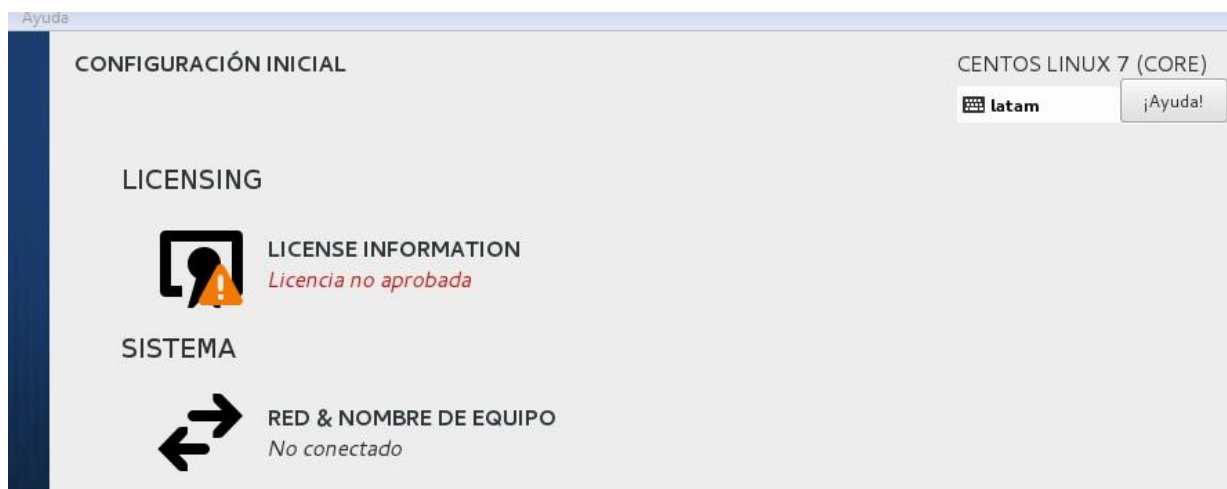 Ayuda
CONFIGURACIÓN INICIAL
CENTOS LINUX 7 (CORE)
latam
¡Ayuda!
LICENSING
LICENSE INFORMATION
Licencia no aprobada
SISTEMA
RED & NOMBRE DE EQUIPO
No conectado